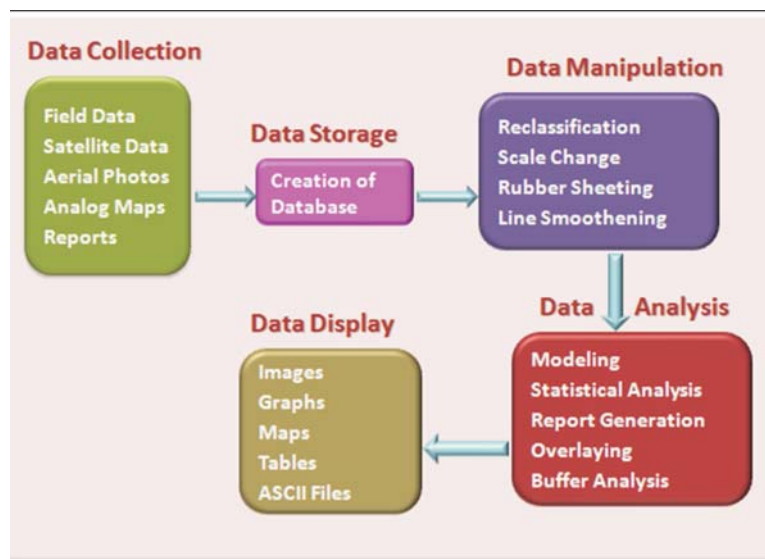 Data Collection
Field Data
Satellite Data
Aerial Photos
Analog Maps
Reports
Data Storage
Creation of
Database
Data Manipulation
Reclassification
Scale Change
Rubber Sheeting
Line Smoothening
Data Analysis
Modeling
Statistical Analysis
Report Generation
Overlaying
Buffer Analysis
Data Display
Images
Graphs
Maps
Tables
ASCII Files